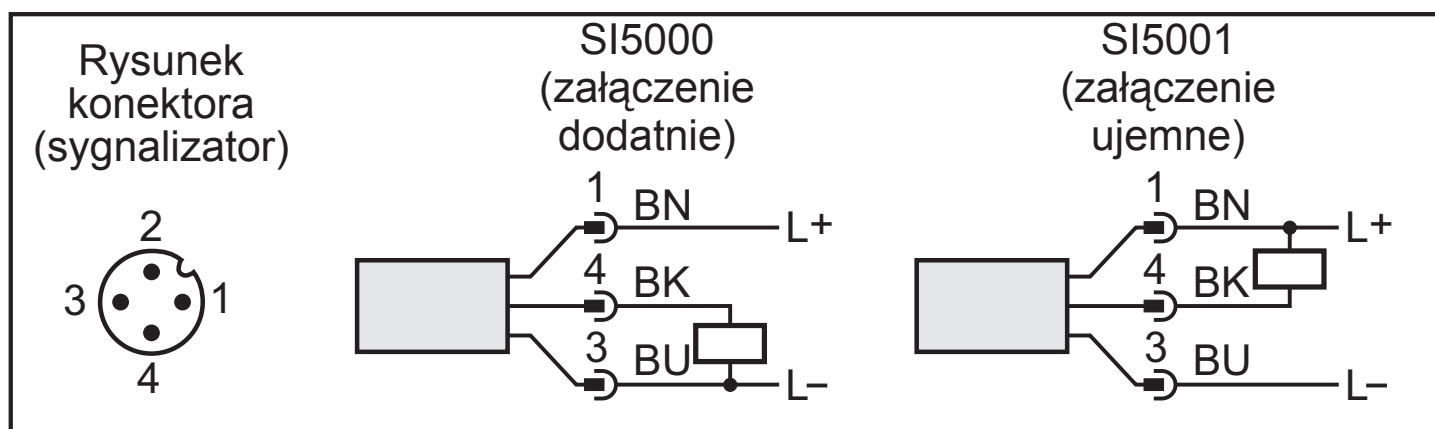 Rysunek
konektora
(sygnalizator)
2
3
1
4
SI5000
(załączenie
dodatnie)
1
BN
L+
4
BK
3
BU
L–
SI5001
(załączenie
ujemne)
1
BN
L+
4
BK
3
BU
L–